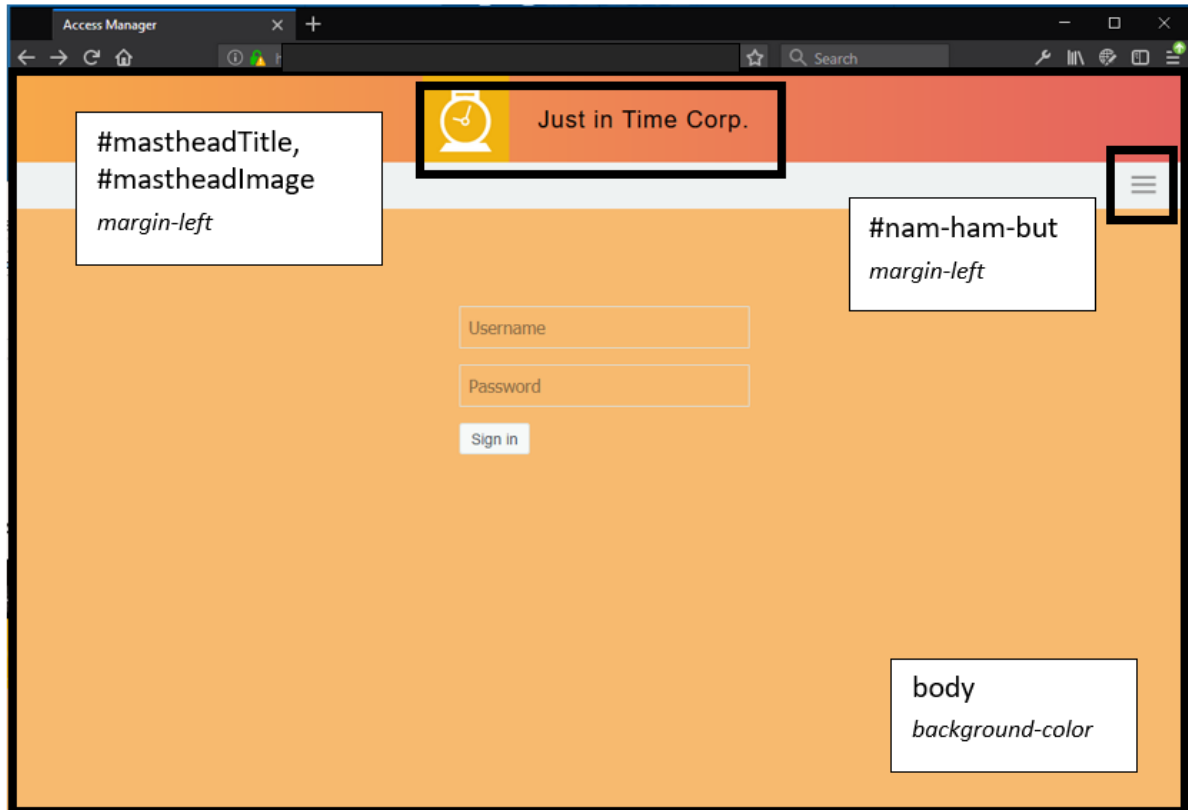 Access Manager
Search
Just in Time Corp.
#mastheadTitle,
#mastheadImage
margin-left
#nam-ham-but
margin-left
Username
Password
Sign in
body
background-color